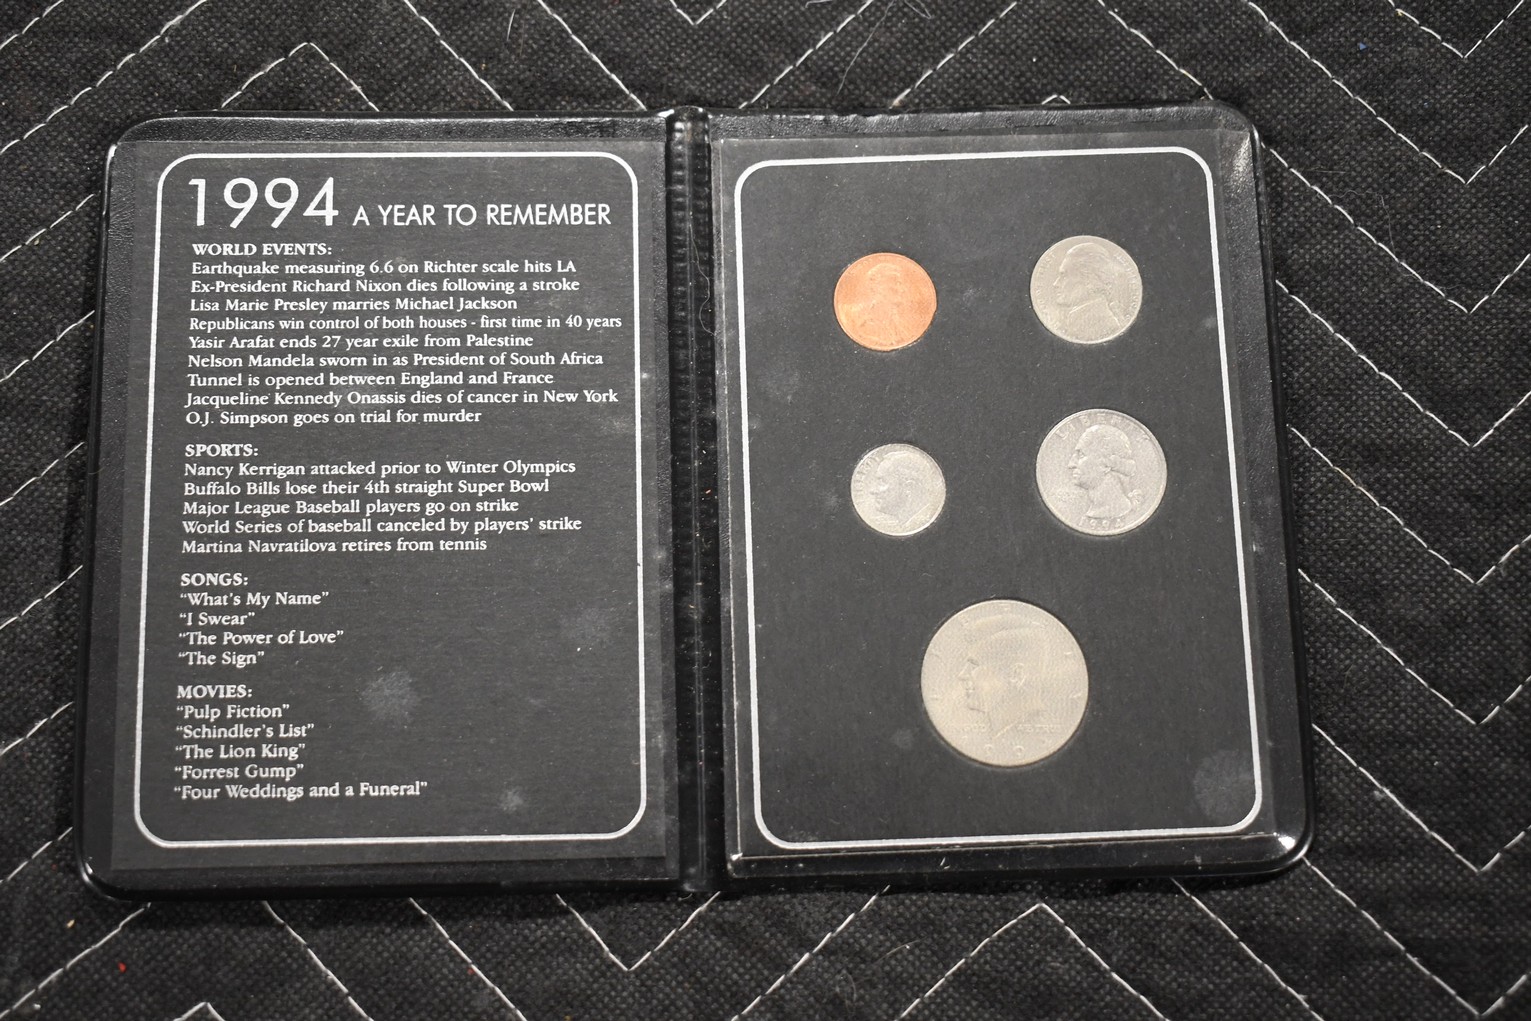 1994 A YEAR TO REMEMBER
WORLD EVENTS:
Earthquake measuring 6.6 on Richter scale hits LA
Ex-President Richard Nixon dies following a stroke
Lisa Marie Presley marries Michael Jackson
Republicans win control of both houses - first time in 40 years
Yasir Arafat ends 27 year exile from Palestine
Nelson Mandela sworn in as President of South Africa
Tunnel is opened between England and France
Jacqueline Kennedy Onassis dies of cancer in New York
O.J. Simpson goes on trial for murder
SPORTS:
Nancy Kerrigan attacked prior to Winter Olympics
Buffalo Bills lose their 4th straight Super Bowl
Major League Baseball players go on strike
World Series of baseball canceled by players' strike
Martina Navratilova retires from tennis
SONGS:
"What's My Name"
"I Swear"
"The Power of Love"
"The Sign"
MOVIES:
"Pulp Fiction"
"Schindler's List"
"The Lion King"
"Forrest Gump"
"Four Weddings and a Funeral"
LIBERTY
1994